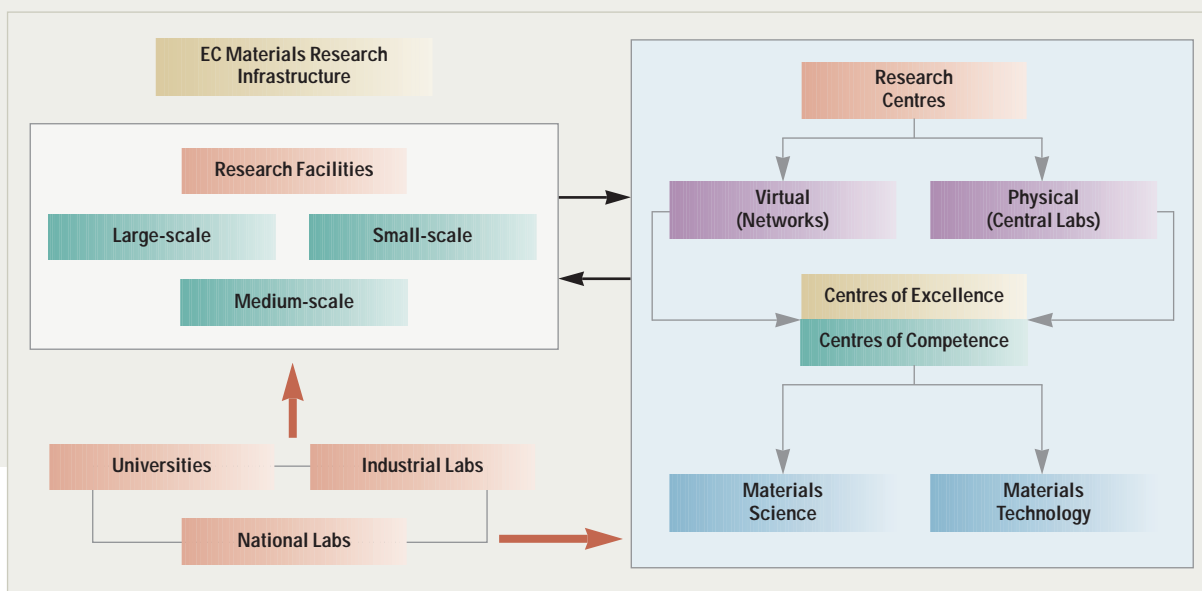 EC Materials Research
Infrastructure
Research Facilities
Large-scale
Small-scale
Medium-scale
Universities
Industrial Labs
National Labs
Research
Centres
Virtual
(Networks)
Physical
(Central Labs)
Centres of Excellence
Centres of Competence
Materials
Science
Materials
Technology